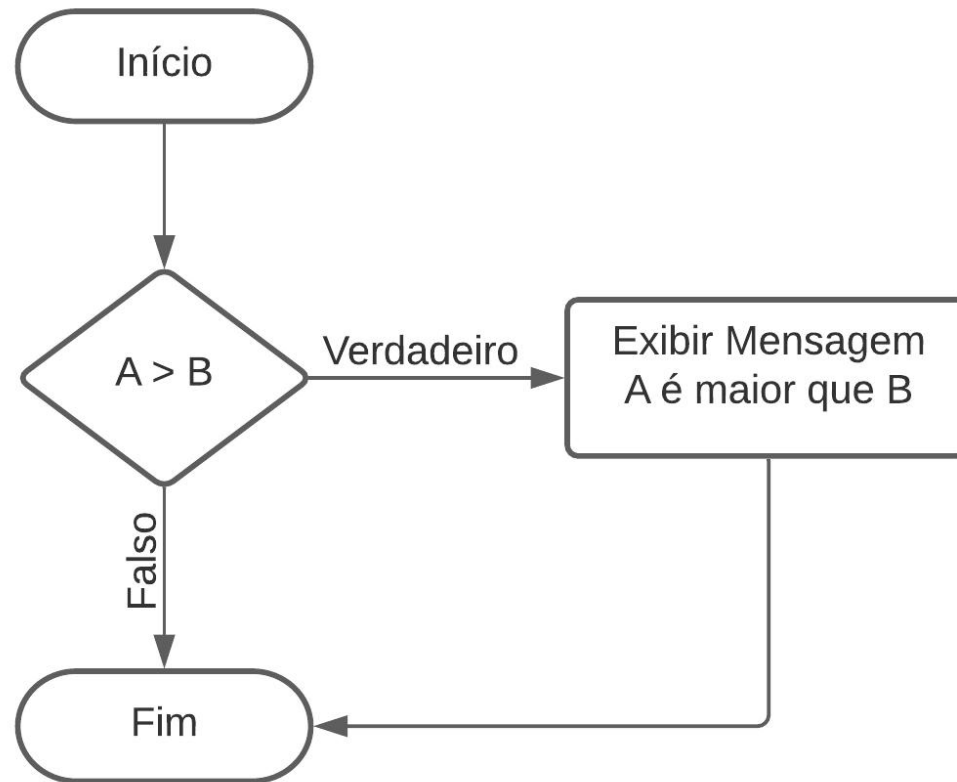 Início
A > B
Verdadeiro
Exibir Mensagem
A é maior que B
Falso
Fim